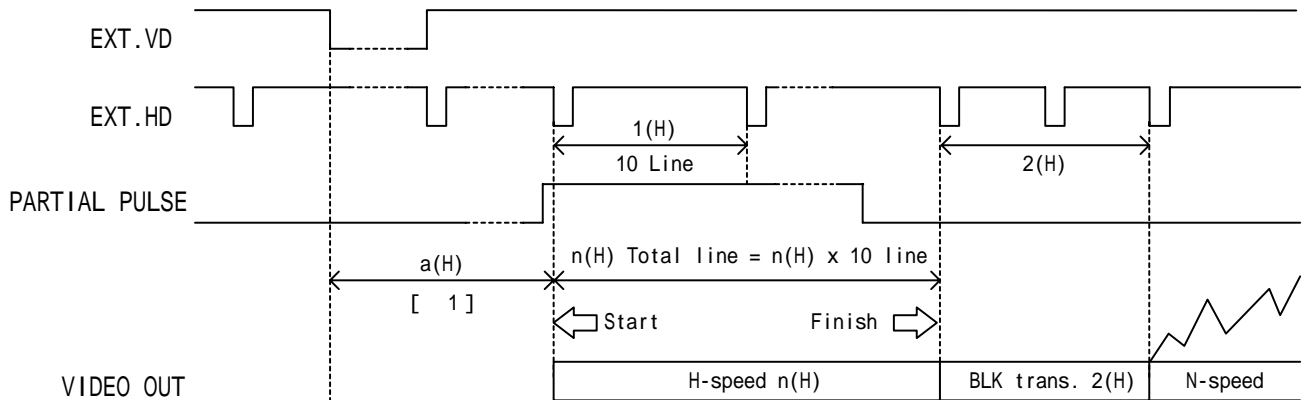 EXT.VD
EXT.HD
1(H)
10 Line
2(H)
PARTIAL PULSE
a(H)
n(H) Total line = n(H) x 10 line
[ 1]
Start
Finish
VIDEO OUT
H-speed n(H)
BLK trans. 2(H)
N-speed